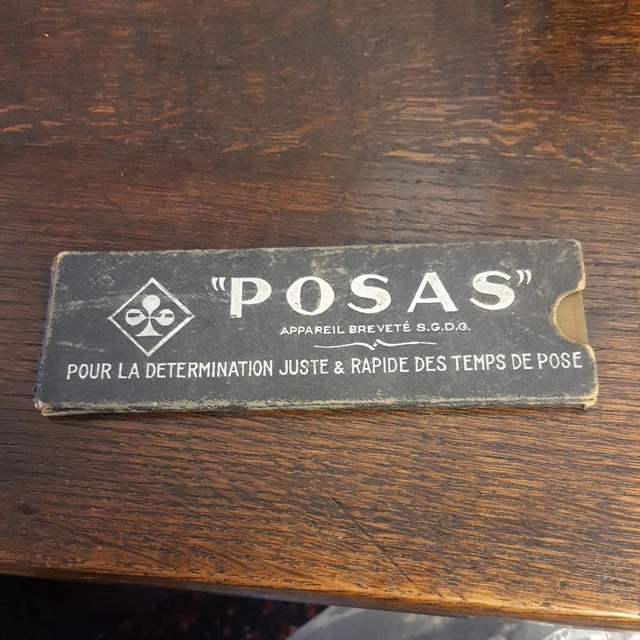 "POSAS"
APPAREIL BREVETÉ S.G.D.G.
POUR LA DETERMINATION JUSTE & RAPIDE DES TEMPS DE POSE